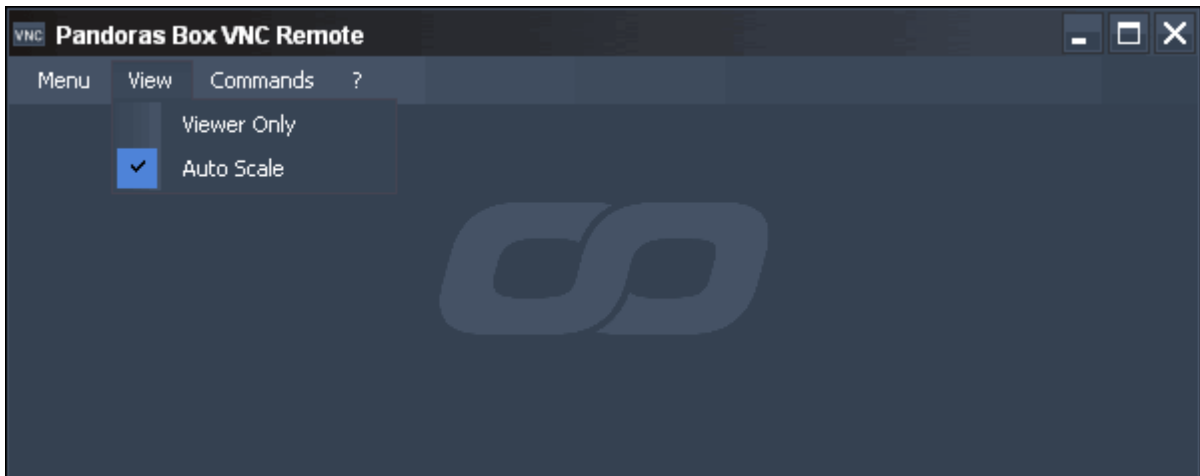 VNC Pandoras Box VNC Remote
Menu View Commands ?
Viewer Only
Auto Scale